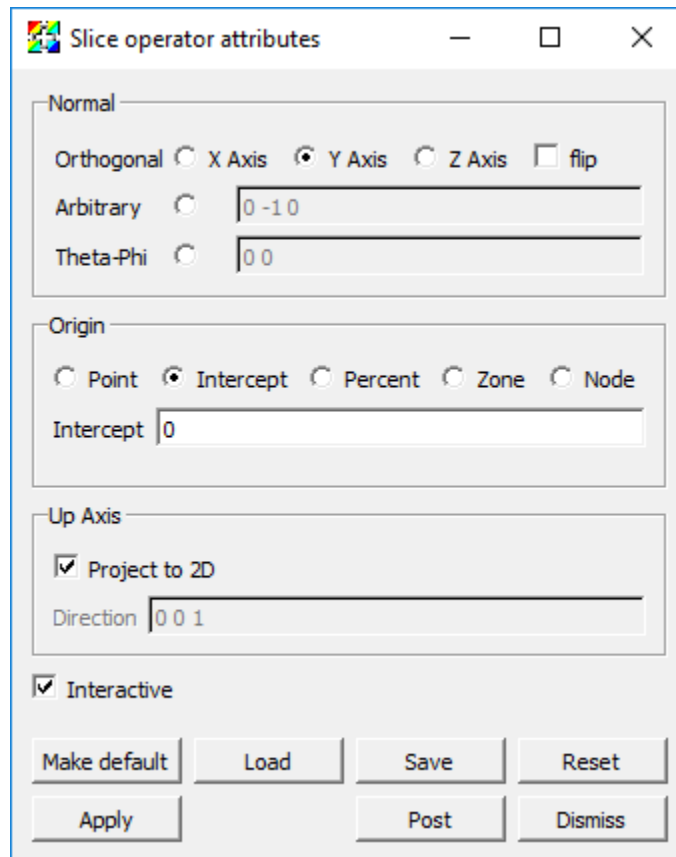 Slice operator attributes
Normal
Orthogonal X Axis Y Axis Z Axis flip
Arbitrary 0 -1 0
Theta-Phi 0 0
Origin
Point Intercept Percent Zone Node
Intercept 0
Up Axis
Project to 2D
Direction 0 0 1
Interactive
Make default Load Save Reset
Apply Post Dismiss